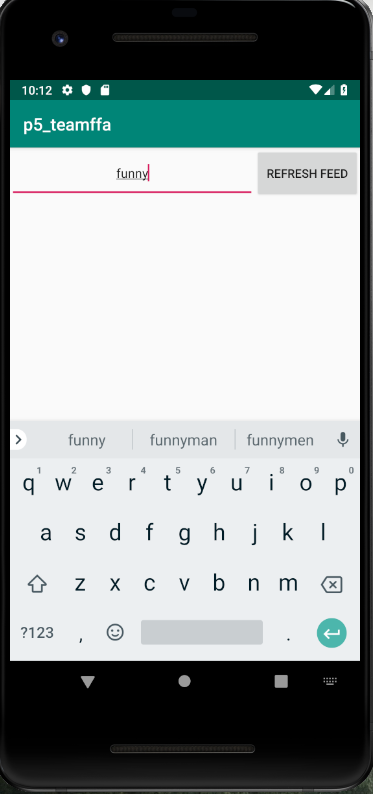 10:12
p5_teamffa
funny
REFRESH FEED
funny funnyman funnymen
1 2 3 4 5 6 7 8 9 0
q w e r t y u i o p
a s d f g h j k l
z x c v b n m
?123 , .